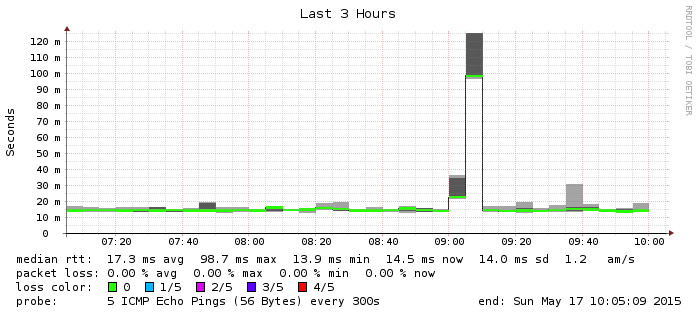 Last 3 Hours
RRDTOOL / TOBI OETIKER
Seconds
120 m
110 m
100 m
90 m
80 m
70 m
60 m
50 m
40 m
30 m
20 m
10 m
0
07:20 07:40 08:00 08:20 08:40 09:00 09:20 09:40 10:00
median rtt: 17.3 ms avg 98.7 ms max 13.9 ms min 14.5 ms now 14.0 ms sd 1.2 am/s
packet loss: 0.00 % avg 0.00 % max 0.00 % min 0.00 % now
loss color: 0 1/5 2/5 3/5 4/5
probe: 5 ICMP Echo Pings (56 Bytes) every 300s end: Sun May 17 10:05:09 2015